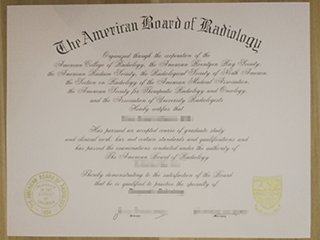 The American Board of Radiology
Organized through the cooperation of the
American College of Radiology, the American Roentgen Ray Society,
the American Radium Society, the Radiological Society of North America,
the Section on Radiology of the American Medical Association,
the American Society for Therapeutic Radiology and Oncology,
and the Association of University Radiologists
Hereby certifies that
Has pursued an accepted course of graduate study
and clinical work, has met certain standards and qualifications and
has passed the examinations conducted under the authority of
The American Board of Radiology
Thereby demonstrating to the satisfaction of the Board
that he is qualified to practice the specialty of